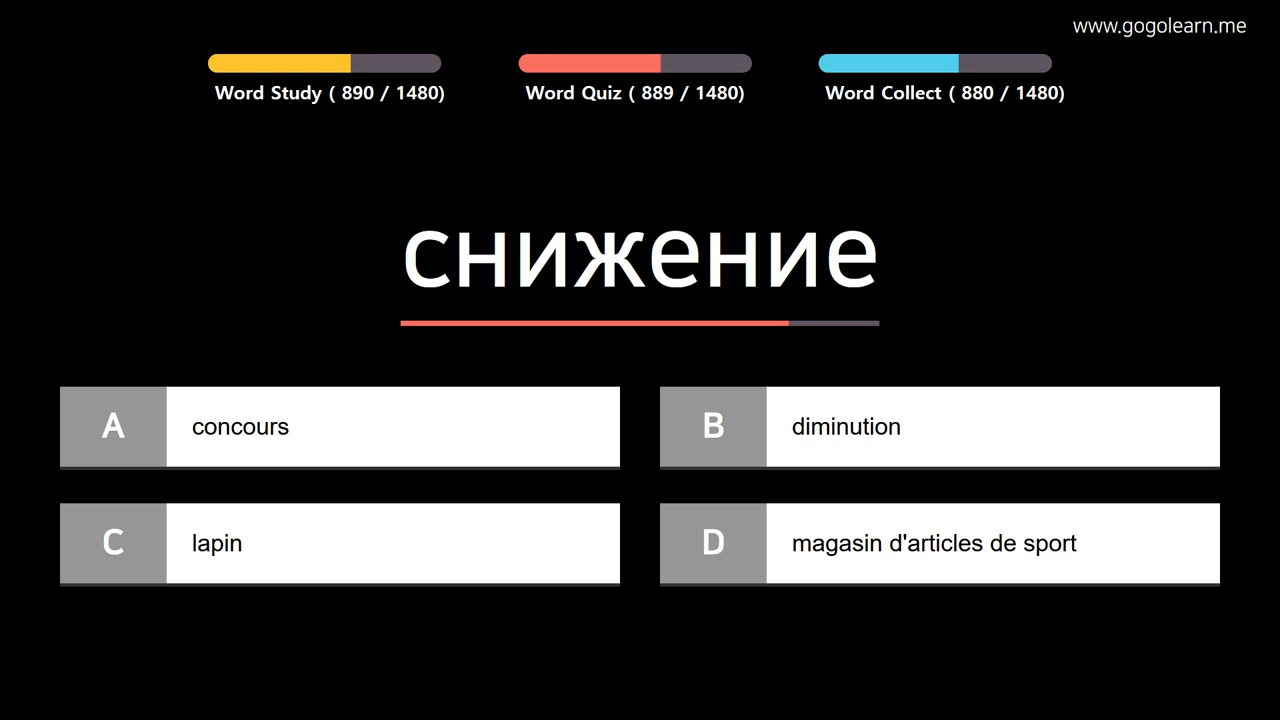 www.gogolearn.me
Word Study ( 890 / 1480)
Word Quiz ( 889 / 1480)
Word Collect ( 880 / 1480)
снижение
A
concours
B
diminution
C
lapin
D
magasin d'articles de sport